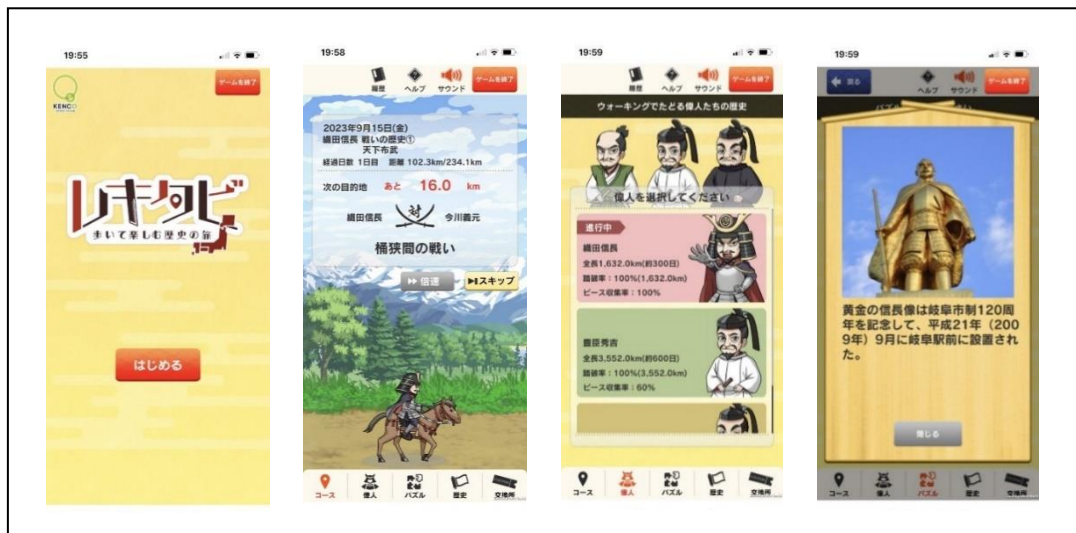 19:55
KENCO
ゲームを終了
レキタビ
歩いて楽しむ歴史の旅
はじめる
19:58
履歴
ヘルプ
サウンド
ゲームを終了
2023年9月15日(金)
織田信長 戦いの歴史①
天下布武
経過日数 1日目 距離 102.3km/234.1km
次の目的地 あと 16.0 km
織田信長 対 今川義元
桶狭間の戦い
倍速
スキップ
コース
偉人
パズル
歴史
交換所
19:59
履歴
ヘルプ
サウンド
ゲームを終了
ウォーキングでたどる偉人たちの歴史
偉人を選択してください
進行中
織田信長
全長1,632.0km(約300日)
踏破率:100%(1,632.0km)
ピース収集率:100%
豊臣秀吉
全長3,552.0km(約600日)
踏破率:100%(3,552.0km)
ピース収集率:60%
コース
偉人
パズル
歴史
交換所
19:59
戻る
ヘルプ
サウンド
ゲームを終了
黄金の信長像は岐阜市制120周
年を記念して、平成21年(200
9年)9月に岐阜駅前に設置され
た。
閉じる
コース
偉人
パズル
歴史
交換所